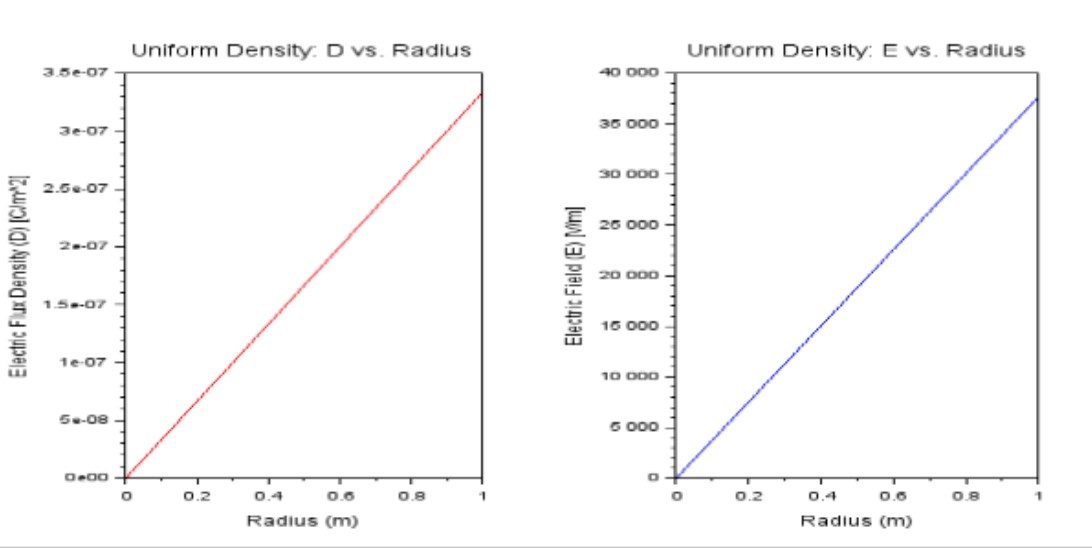 Uniform Density: D vs. Radius
3.5e-07
3e-07
2.5e-07
2e-07
1.5e-07
1e-07
5e-08
0e+00
Electric Flux Density (D) [C/m^2]
0 0.2 0.4 0.6 0.8 1
Radius (m)
Uniform Density: E vs. Radius
40 000
35 000
30 000
25 000
20 000
15 000
10 000
5 000
0
Electric Field (E) [V/m]
0 0.2 0.4 0.6 0.8 1
Radius (m)